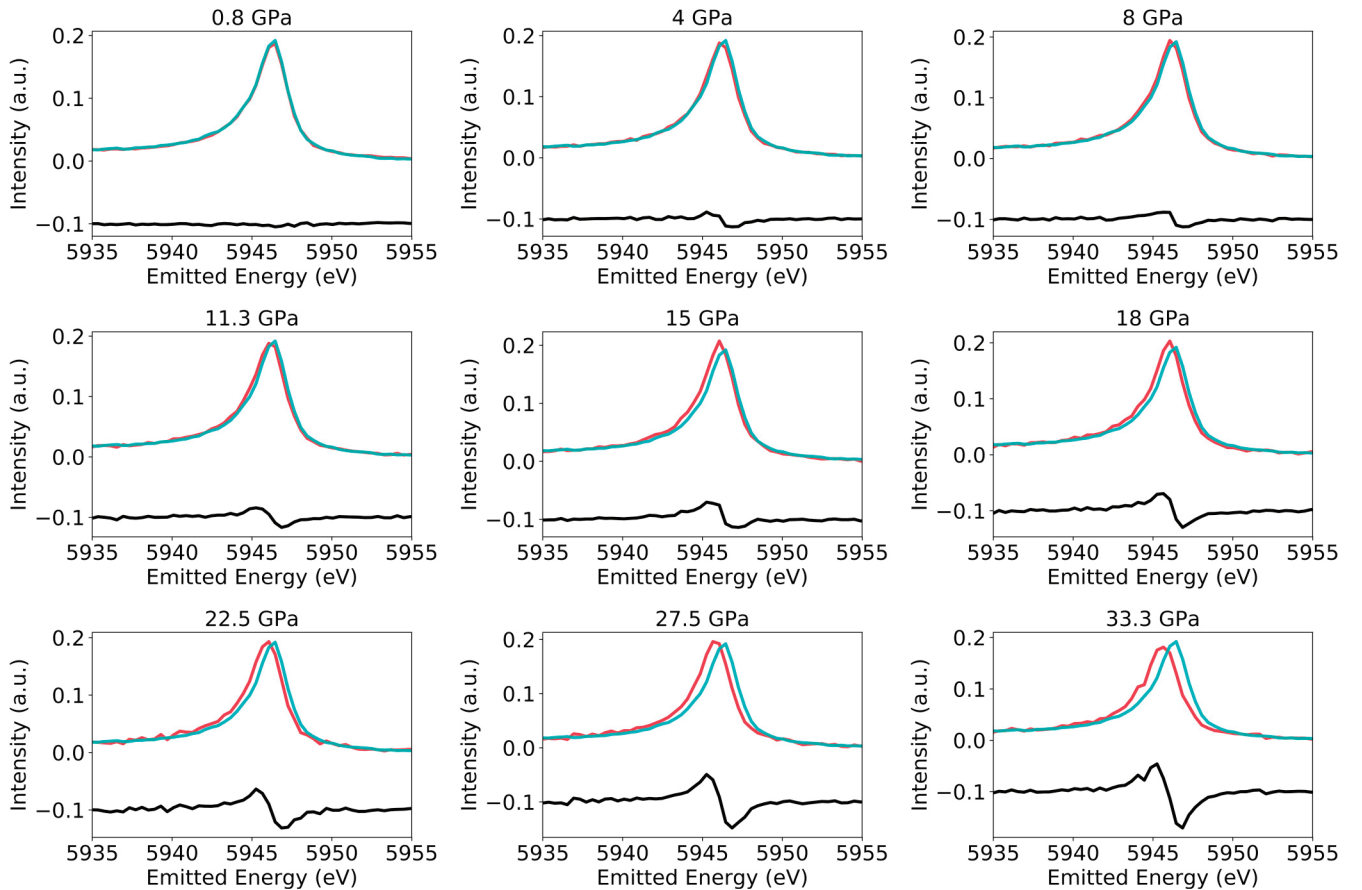 0.8 GPa
4 GPa
8 GPa
Intensity (a.u.)
0.2
0.1
0.0
−0.1
5935 5940 5945 5950 5955
Emitted Energy (eV)
Intensity (a.u.)
0.2
0.1
0.0
−0.1
5935 5940 5945 5950 5955
Emitted Energy (eV)
Intensity (a.u.)
0.2
0.1
0.0
−0.1
5935 5940 5945 5950 5955
Emitted Energy (eV)
11.3 GPa
15 GPa
18 GPa
Intensity (a.u.)
0.2
0.1
0.0
−0.1
5935 5940 5945 5950 5955
Emitted Energy (eV)
Intensity (a.u.)
0.2
0.1
0.0
−0.1
5935 5940 5945 5950 5955
Emitted Energy (eV)
Intensity (a.u.)
0.2
0.1
0.0
−0.1
5935 5940 5945 5950 5955
Emitted Energy (eV)
22.5 GPa
27.5 GPa
33.3 GPa
Intensity (a.u.)
0.2
0.1
0.0
−0.1
5935 5940 5945 5950 5955
Emitted Energy (eV)
Intensity (a.u.)
0.2
0.1
0.0
−0.1
5935 5940 5945 5950 5955
Emitted Energy (eV)
Intensity (a.u.)
0.2
0.1
0.0
−0.1
5935 5940 5945 5950 5955
Emitted Energy (eV)